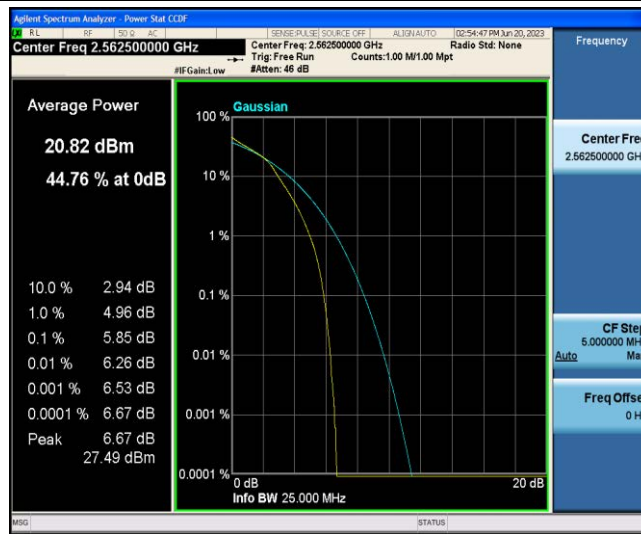 Agilent Spectrum Analyzer - Power Stat CCDF
RL RF 50 Ω AC SENSE:PULSE SOURCE OFF ALIGNAUTO 02:54:47 PM Jun 20, 2023
Center Freq 2.562500000 GHz
Center Freq: 2.562500000 GHz Radio Std: None
Trig: Free Run Counts:1.00 M/1.00 Mpt
#IFGain:Low #Atten: 46 dB
Frequency
Average Power
20.82 dBm
44.76 % at 0dB
10.0 % 2.94 dB
1.0 % 4.96 dB
0.1 % 5.85 dB
0.01 % 6.26 dB
0.001 % 6.53 dB
0.0001 % 6.67 dB
Peak 6.67 dB
27.49 dBm
Gaussian
100 %
10 %
1 %
0.1 %
0.01 %
0.001 %
0.0001 %
0 dB 20 dB
Info BW 25.000 MHz
Center Fre
2.562500000 GH
CF Ste
5.000000 MH
Auto Ma
Freq Offse
0 H
MSG STATUS